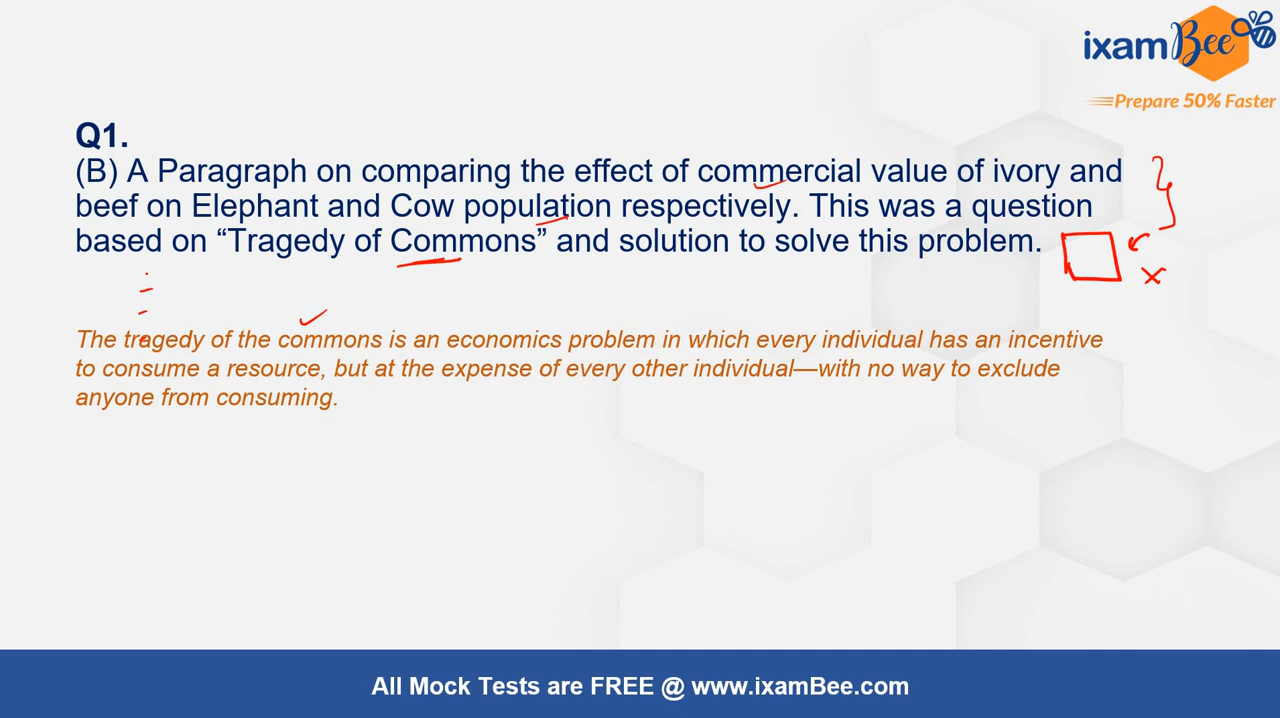 ixamBee
Prepare 50% Faster
Q1.
(B) A Paragraph on comparing the effect of commercial value of ivory and
beef on Elephant and Cow population respectively. This was a question
based on “Tragedy of Commons” and solution to solve this problem.
The tragedy of the commons is an economics problem in which every individual has an incentive
to consume a resource, but at the expense of every other individual—with no way to exclude
anyone from consuming.
All Mock Tests are FREE @ www.ixamBee.com